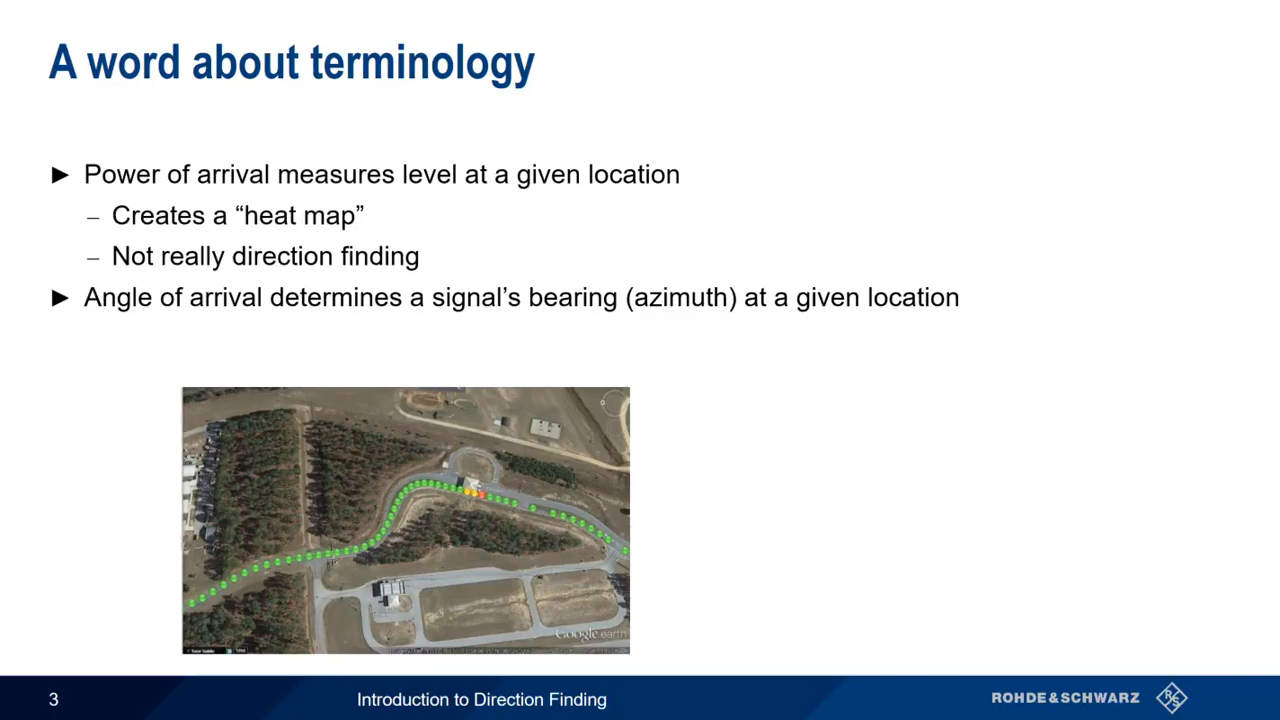 A word about terminology
► Power of arrival measures level at a given location
– Creates a “heat map”
– Not really direction finding
► Angle of arrival determines a signal’s bearing (azimuth) at a given location
Google earth
3
Introduction to Direction Finding
ROHDE & SCHWARZ
R S